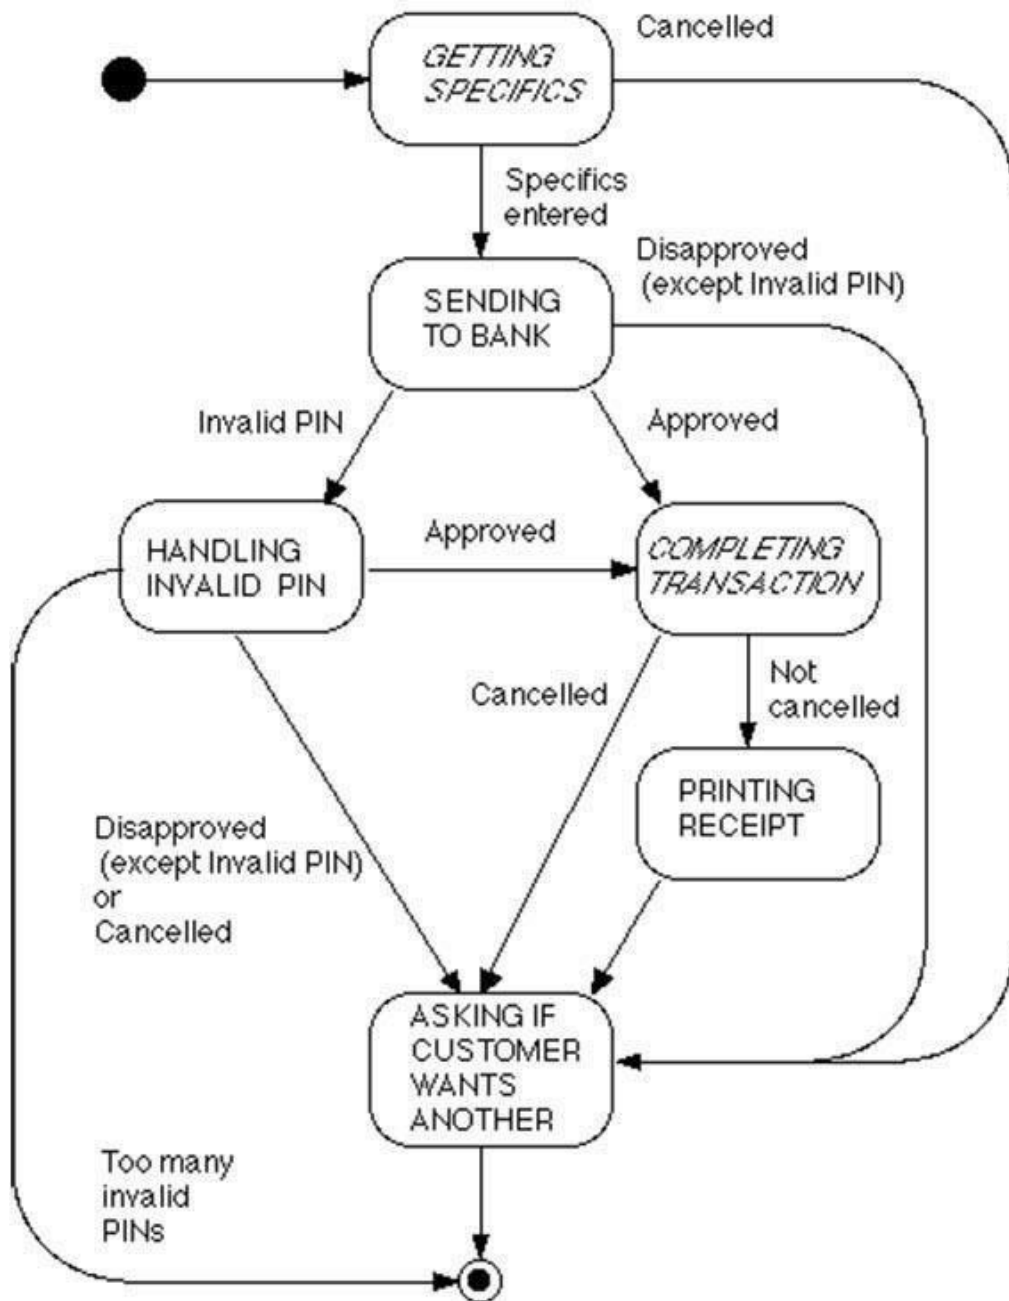 Cancelled
GETTING
SPECIFICS
Specifics
entered
Disapproved
(except Invalid PIN)
SENDING
TO BANK
Invalid PIN
Approved
HANDLING
INVALID PIN
Approved
COMPLETING
TRANSACTION
Cancelled
Not
cancelled
PRINTING
RECEIPT
Disapproved
(except Invalid PIN)
or
Cancelled
ASKING IF
CUSTOMER
WANTS
ANOTHER
Too many
invalid
PINs